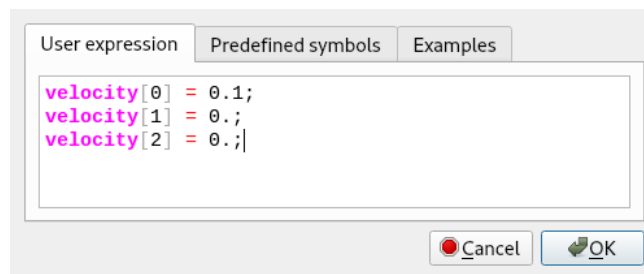 User expression Predefined symbols Examples
velocity[0] = 0.1;
velocity[1] = 0.;
velocity[2] = 0.;
Cancel OK